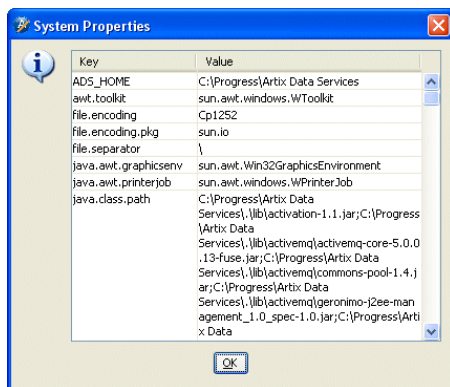 System Properties
Key Value
ADS_HOME C:\Progress\Artix Data Services
awt.toolkit sun.awt.windows.WToolkit
file.encoding Cp1252
file.encoding.pkg sun.io
file.separator \
java.awt.graphicsenv sun.awt.Win32GraphicsEnvironment
java.awt.printerjob sun.awt.windows.WPrinterJob
java.class.path C:\Progress\Artix Data
Services\.\lib\activation-1.1.jar;C:\Progress
\Artix Data
Services\.\lib\activemq\activemq-core-5.0.0
.13-fuse.jar;C:\Progress\Artix Data
Services\.\lib\activemq\commons-pool-1.4.j
ar;C:\Progress\Artix Data
Services\.\lib\activemq\geronimo-j2ee-man
agement_1.0_spec-1.0.jar;C:\Progress\Arti
x Data
OK